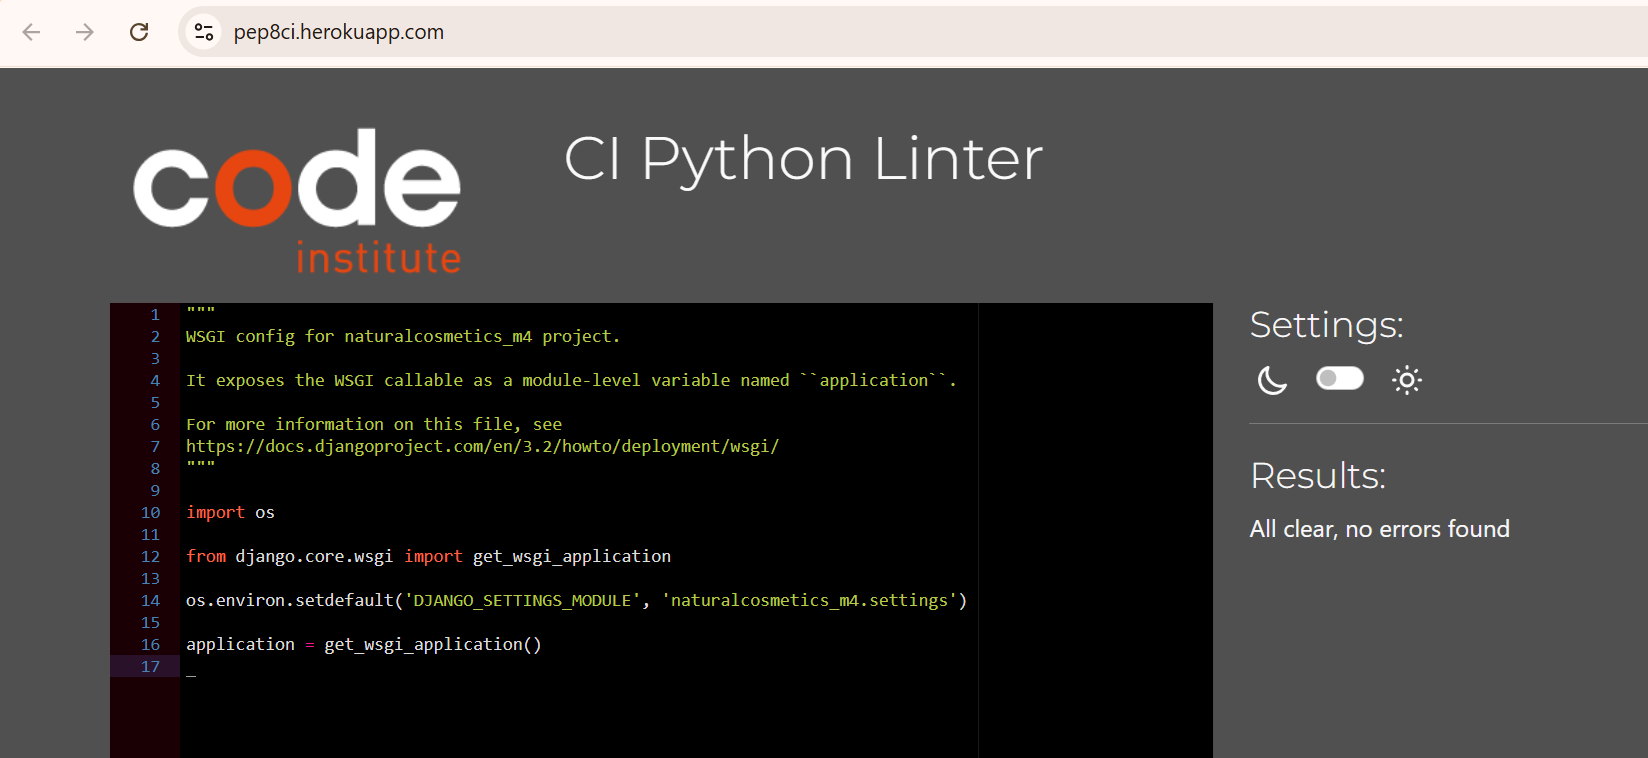 pep8ci.herokuapp.com
code
institute
CI Python Linter
1 """
2 WSGI config for naturalcosmetics_m4 project.
3
4 It exposes the WSGI callable as a module-level variable named ``application``.
5
6 For more information on this file, see
7 https://docs.djangoproject.com/en/3.2/howto/deployment/wsgi/
8 """
9
10 import os
11
12 from django.core.wsgi import get_wsgi_application
13
14 os.environ.setdefault('DJANGO_SETTINGS_MODULE', 'naturalcosmetics_m4.settings')
15
16 application = get_wsgi_application()
17
Settings:
Results:
All clear, no errors found